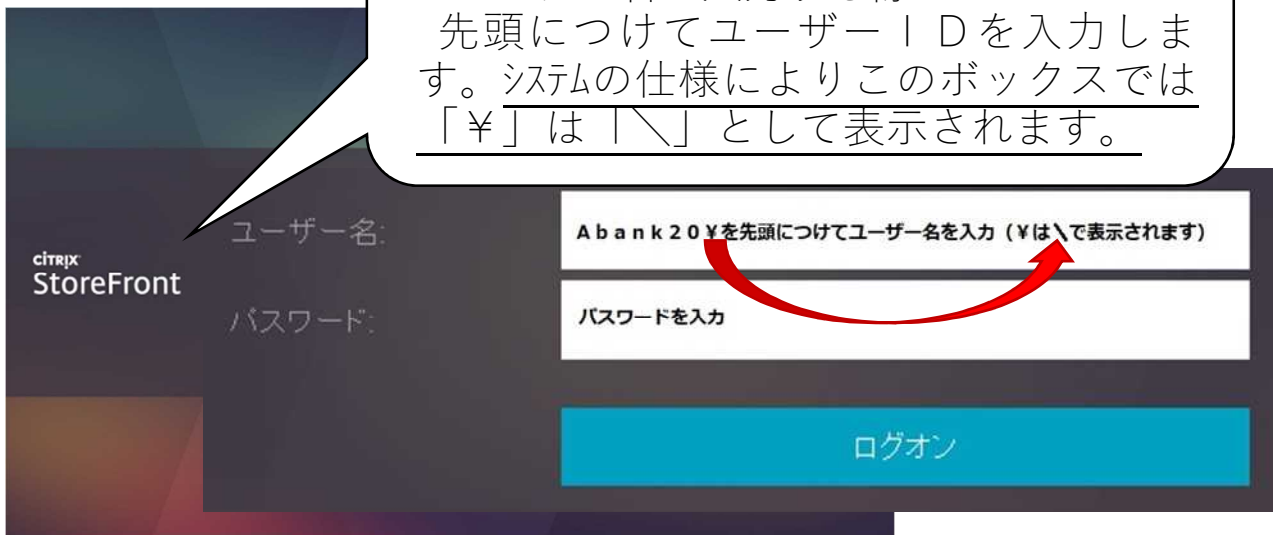 先頭につけてユーザーＩＤを入力しま
す。ｼｽﾃﾑの仕様によりこのボックスでは
「￥」は「＼」として表示されます。
ユーザー名:
Ａｂａｎｋ２０￥を先頭につけてユーザー名を入力（￥は＼で表示されます）
CİTRIX
StoreFront
パスワード:
パスワードを入力
ログオン